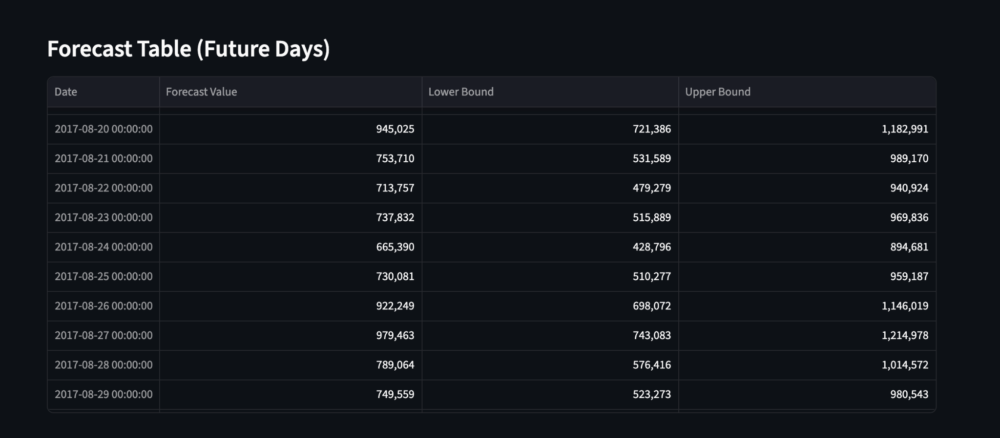 Forecast Table (Future Days)
Date Forecast Value Lower Bound Upper Bound
2017-08-20 00:00:00 945,025 721,386 1,182,991
2017-08-21 00:00:00 753,710 531,589 989,170
2017-08-22 00:00:00 713,757 479,279 940,924
2017-08-23 00:00:00 737,832 515,889 969,836
2017-08-24 00:00:00 665,390 428,796 894,681
2017-08-25 00:00:00 730,081 510,277 959,187
2017-08-26 00:00:00 922,249 698,072 1,146,019
2017-08-27 00:00:00 979,463 743,083 1,214,978
2017-08-28 00:00:00 789,064 576,416 1,014,572
2017-08-29 00:00:00 749,559 523,273 980,543